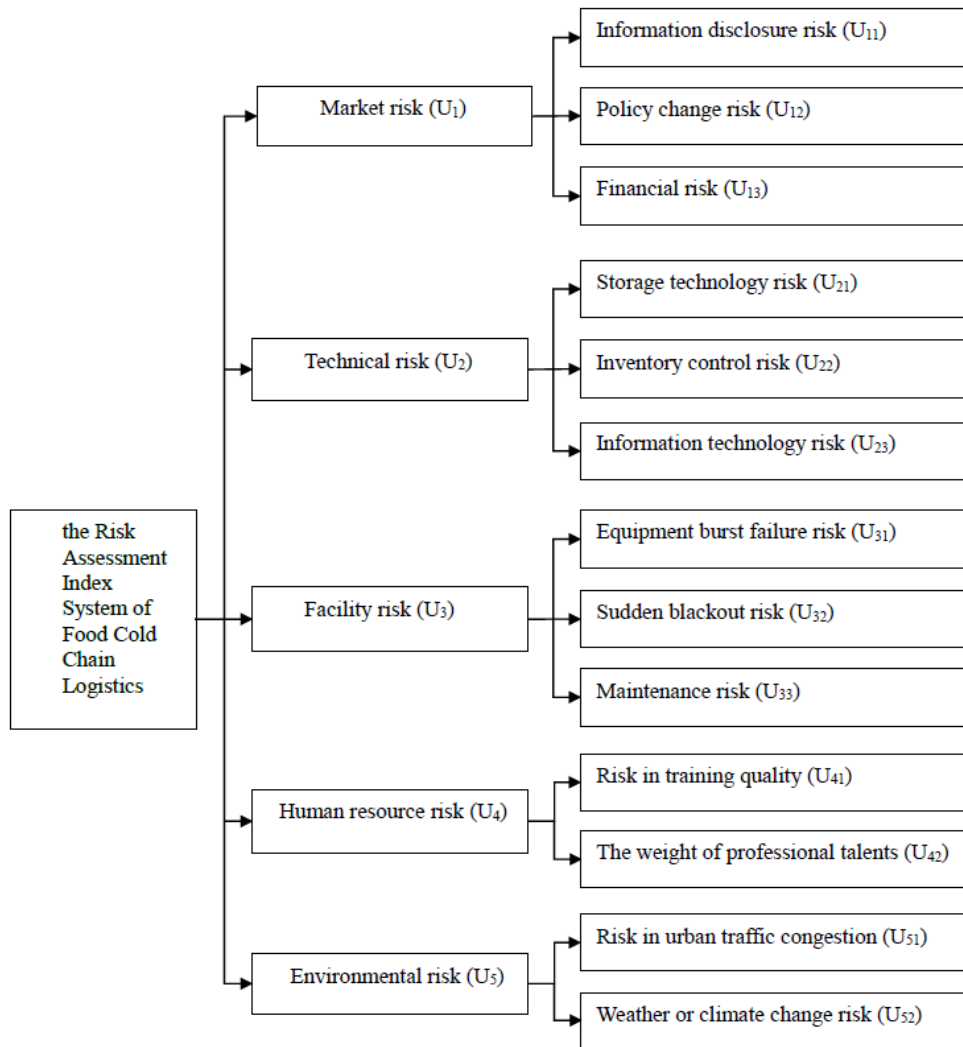 Information disclosure risk (U₁₁)
Market risk (U₁)
Policy change risk (U₁₂)
Financial risk (U₁₃)
Storage technology risk (U₂₁)
Technical risk (U₂)
Inventory control risk (U₂₂)
Information technology risk (U₂₃)
the Risk
Assessment
Index
System of
Food Cold
Chain
Logistics
Equipment burst failure risk (U₃₁)
Facility risk (U₃)
Sudden blackout risk (U₃₂)
Maintenance risk (U₃₃)
Risk in training quality (U₄₁)
Human resource risk (U₄)
The weight of professional talents (U₄₂)
Risk in urban traffic congestion (U₅₁)
Environmental risk (U₅)
Weather or climate change risk (U₅₂)